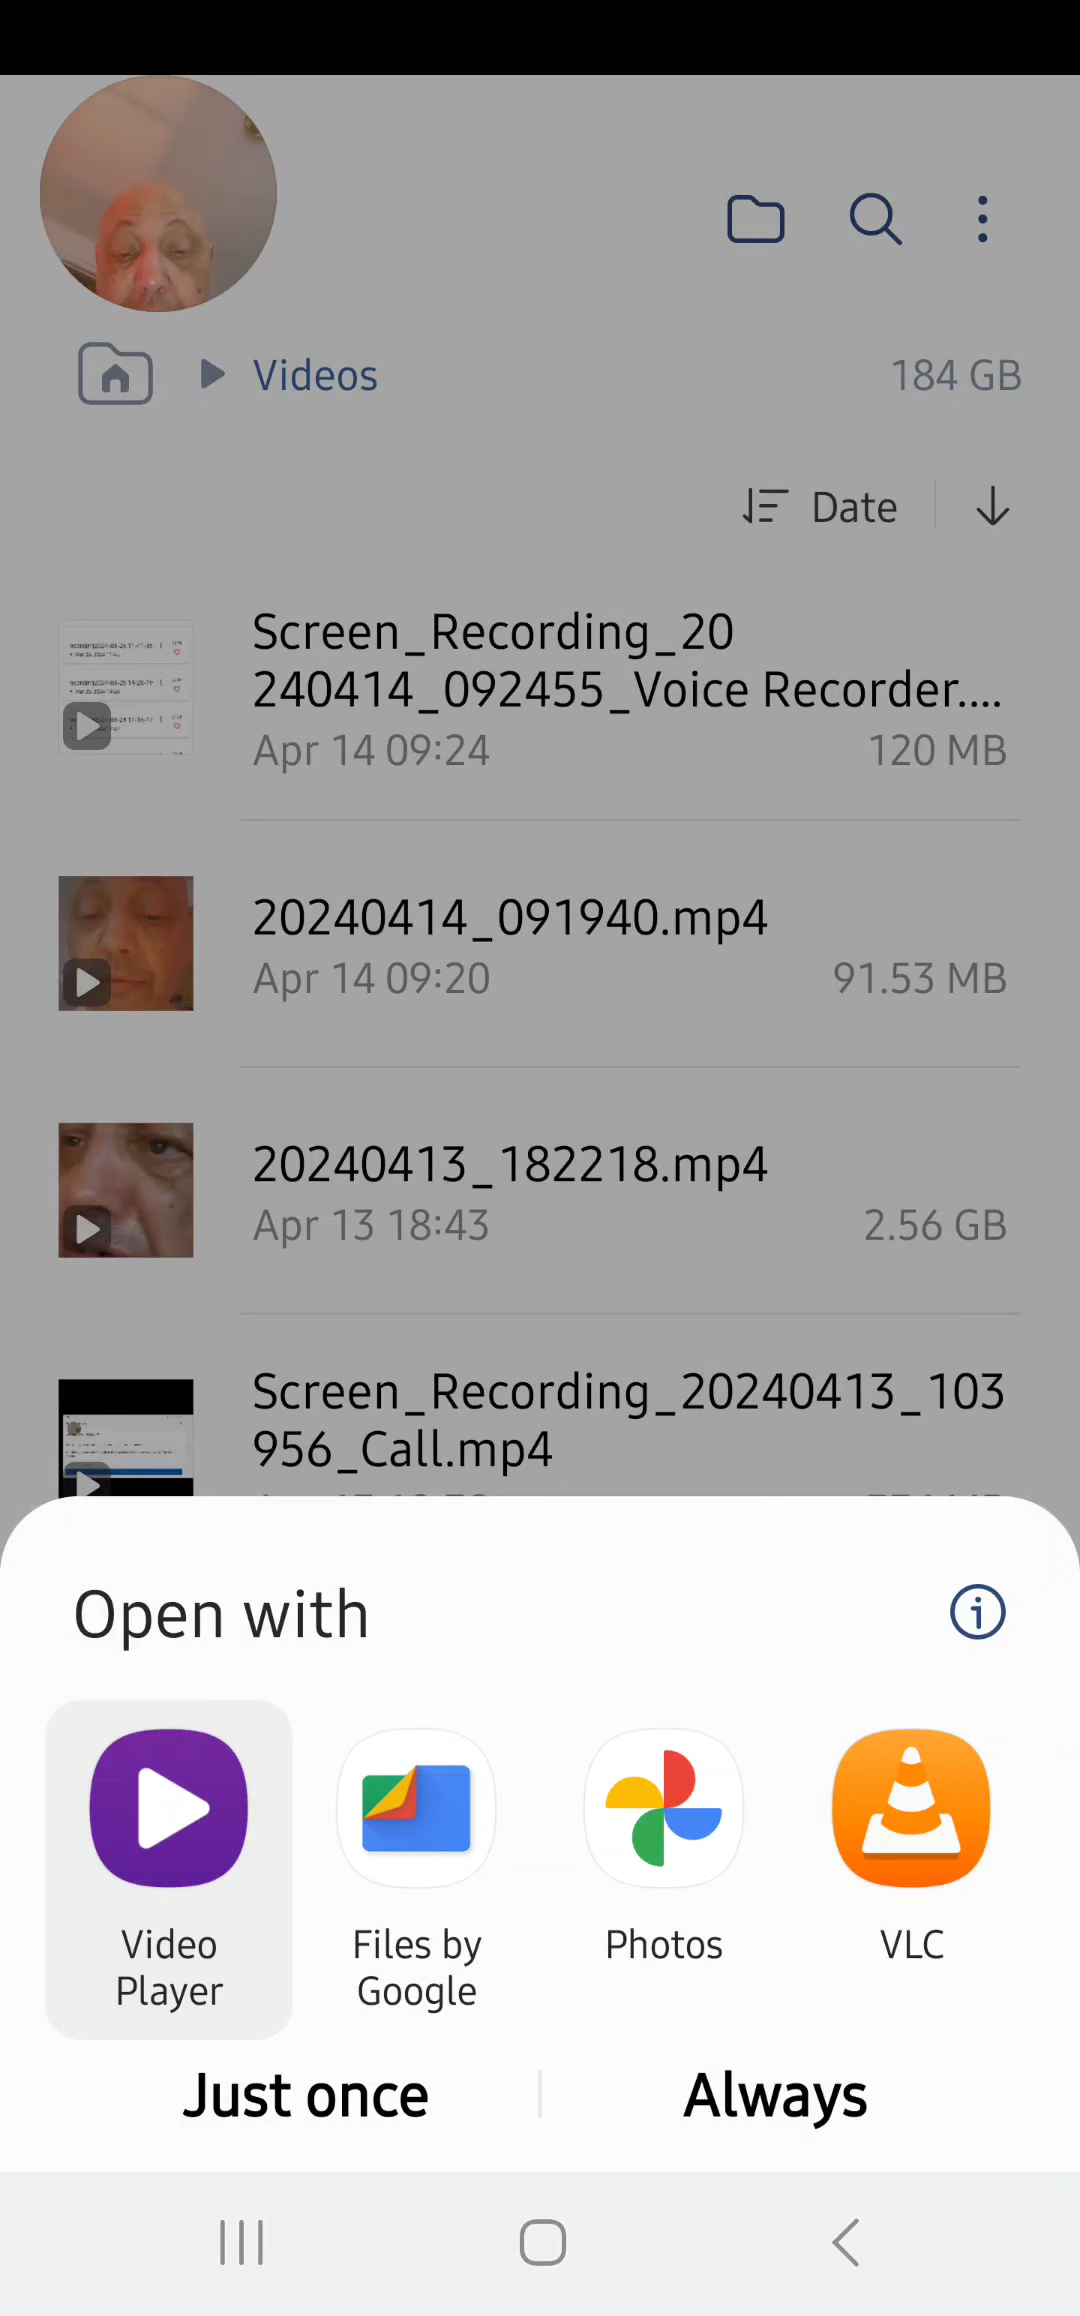 Videos
184 GB
Date
Screen_Recording_20
240414_092455_Voice Recorder....
Apr 14 09:24
120 MB
20240414_091940.mp4
Apr 14 09:20
91.53 MB
20240413_182218.mp4
Apr 13 18:43
2.56 GB
Screen_Recording_20240413_103
956_Call.mp4
Open with
Video
Player
Files by
Google
Photos
VLC
Just once
Always